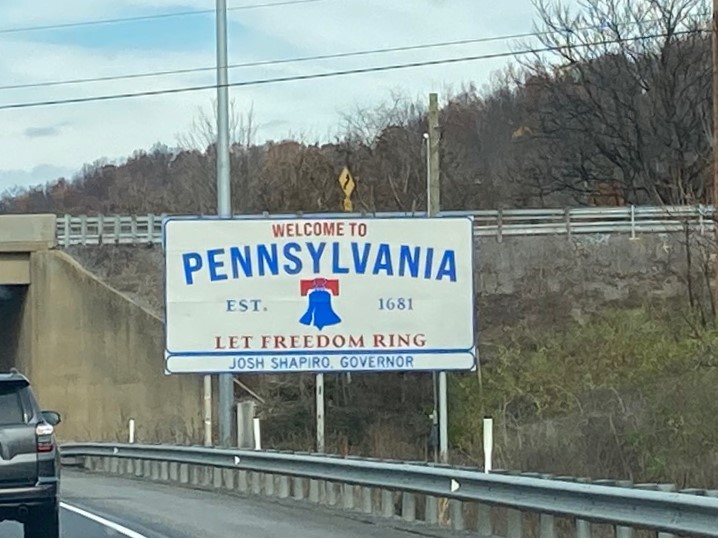 WELCOME TO
PENNSYLVANIA
EST. 1681
LET FREEDOM RING
JOSH SHAPIRO, GOVERNOR